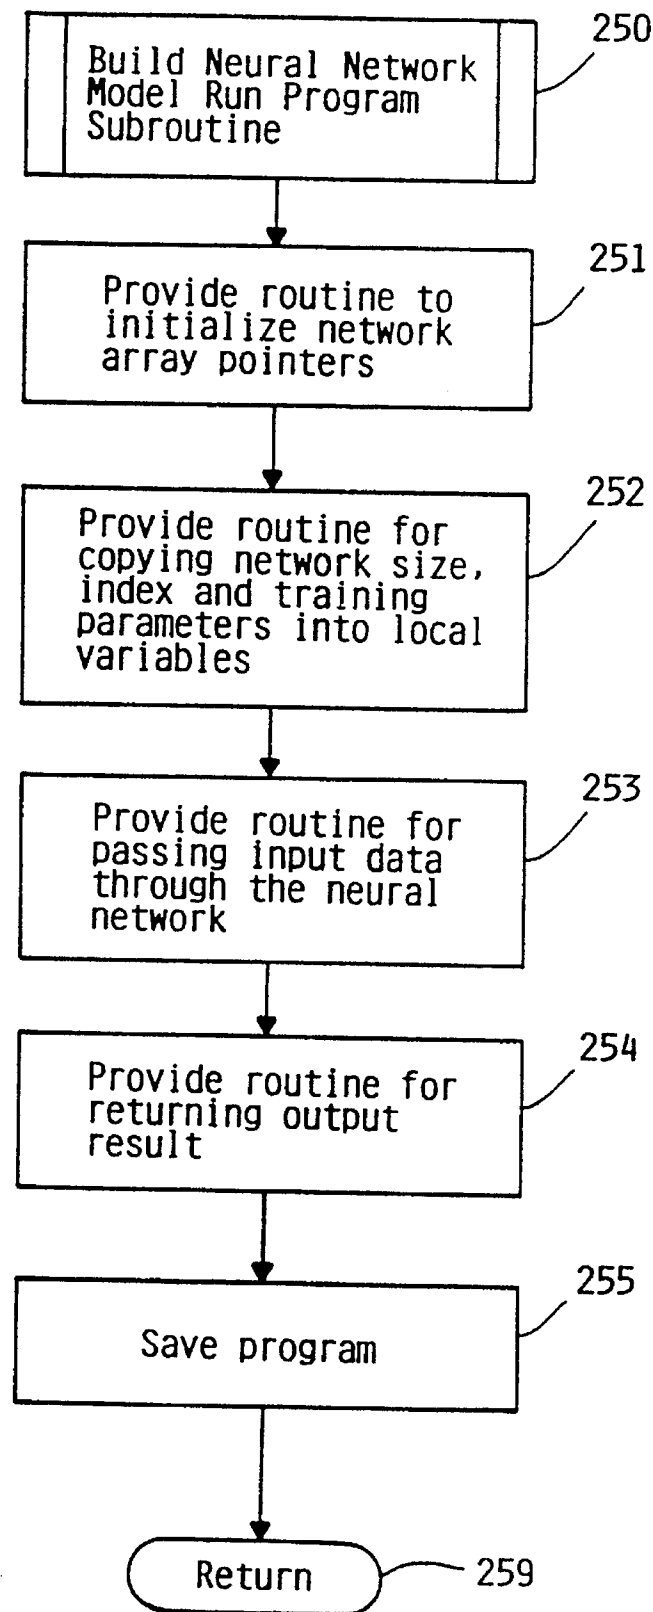 250
Build Neural Network
Model Run Program
Subroutine
251
Provide routine to
initialize network
array pointers
252
Provide routine for
copying network size,
index and training
parameters into local
variables
253
Provide routine for
passing input data
through the neural
network
254
Provide routine for
returning output
result
255
Save program
Return
259